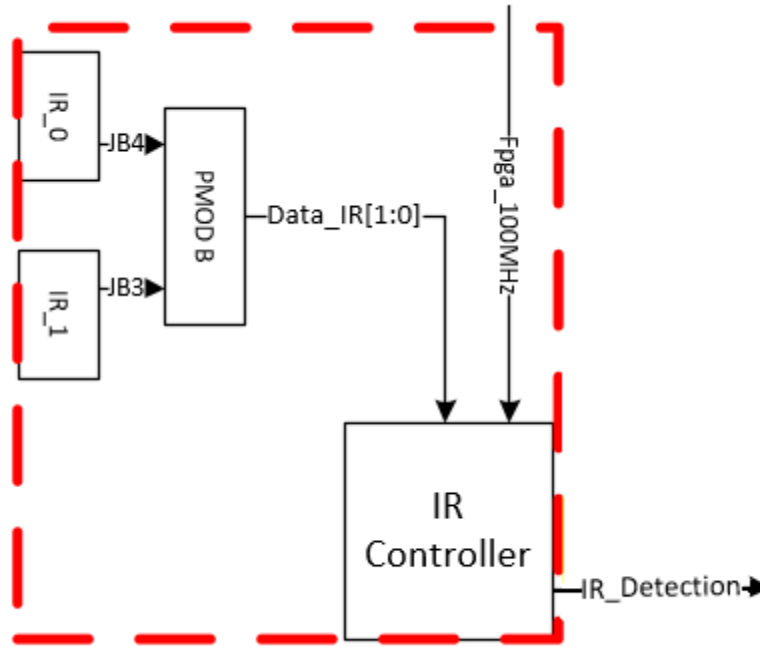 IR_0
JB4
PMOD B
Data_IR[1:0]
Fpga_100MHz
IR_1
JB3
IR
Controller
IR_Detection